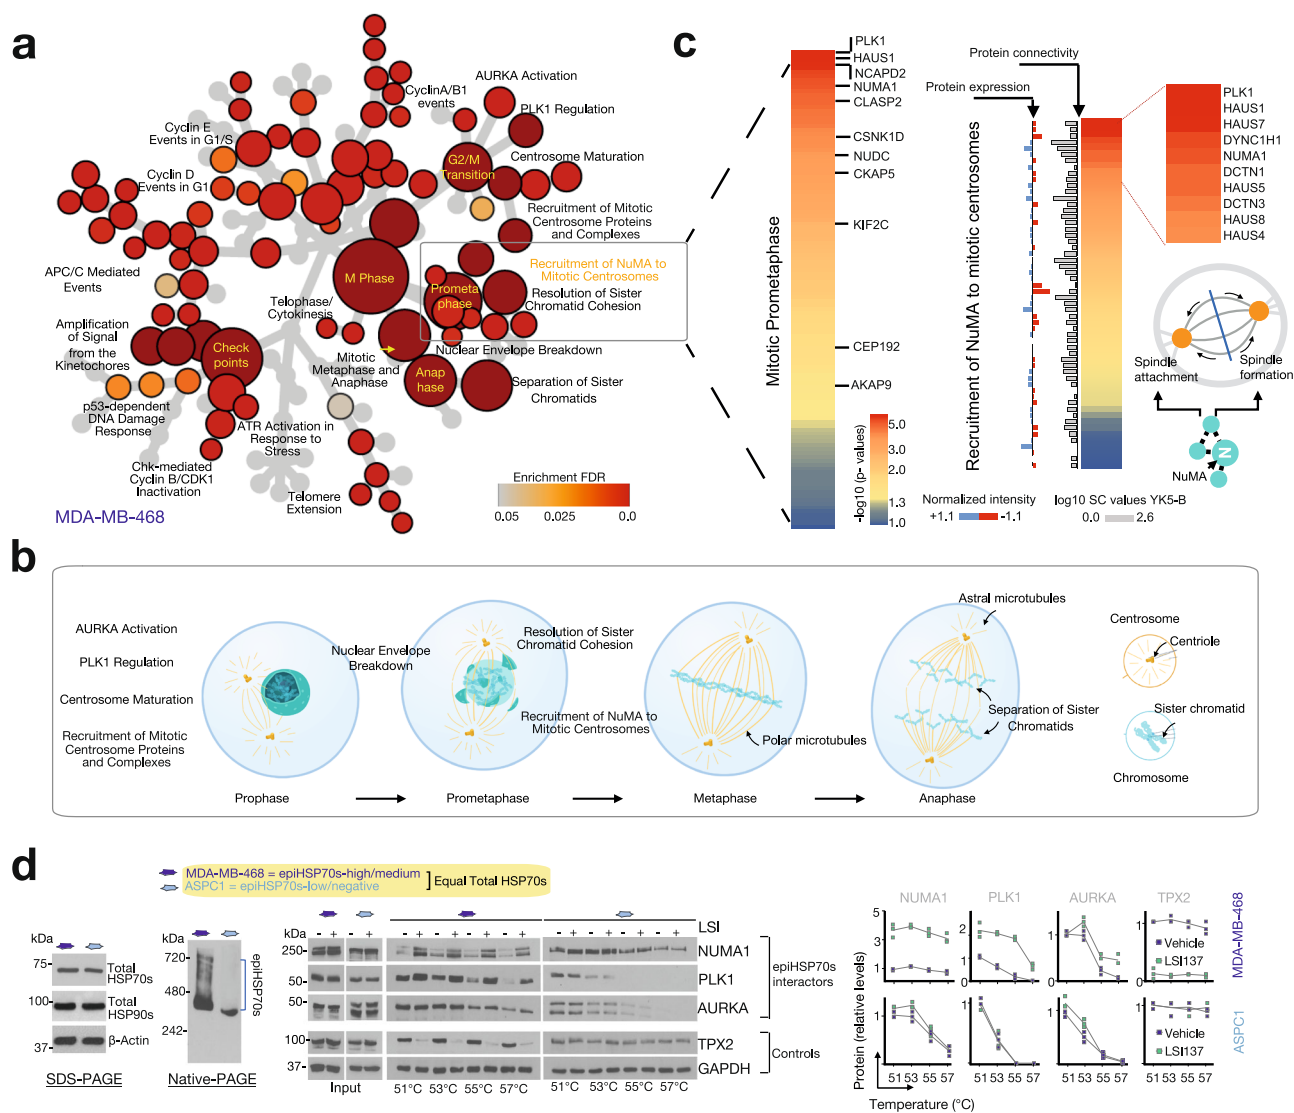 a
AURKA Activation
CyclinA/B1
events
PLK1 Regulation
Cyclin E
Events in G1/S
G2/M
Transition
Centrosome Maturation
Cyclin D
Events in G1
Recruitment of Mitotic
Centrosome Proteins
and Complexes
APC/C Mediated
Events
M Phase
Prometa
phase
Recruitment of NuMA to
Mitotic Centrosomes
Resolution of Sister
Chromatid Cohesion
Telophase/
Cytokinesis
Amplification
of Signal
from the
Kinetochores
Check
points
Mitotic
Metaphase and
Anaphase
Nuclear Envelope Breakdown
Anap
hase
Separation of Sister
Chromatids
p53-dependent
DNA Damage
Response
ATR Activation in
Response to
Stress
Chk-mediated
Cyclin B/CDK1
Inactivation
Telomere
Extension
Enrichment FDR
0.05
0.025
0.0
MDA-MB-468
c
Mitotic Prometaphase
PLK1
HAUS1
NCAPD2
NUMA1
CLASP2
CSNK1D
NUDC
CKAP5
KIF2C
CEP192
AKAP9
-log10 (p- values)
5.0
3.0
2.0
1.3
1.0
Protein connectivity
Protein expression
Recruitment of NuMA to mitotic centrosomes
PLK1
HAUS1
HAUS7
DYNC1H1
NUMA1
DCTN1
HAUS5
DCTN3
HAUS8
HAUS4
Spindle
attachment
Spindle
formation
N
NuMA
Normalized intensity
+1.1
-1.1
log10 SC values YK5-B
0.0
2.6
b
AURKA Activation
PLK1 Regulation
Centrosome Maturation
Recruitment of Mitotic
Centrosome Proteins
and Complexes
Nuclear Envelope
Breakdown
Resolution of Sister
Chromatid Cohesion
Recruitment of NuMA to
Mitotic Centrosomes
Polar microtubules
Astral microtubules
Separation of Sister
Chromatids
Centrosome
Centriole
Sister chromatid
Chromosome
Prophase
Prometaphase
Metaphase
Anaphase
d
MDA-MB-468 = epiHSP70s-high/medium
ASPC1 = epiHSP70s-low/negative
Equal Total HSP70s
kDa
75
Total
HSP70s
100
Total
HSP90s
37
β-Actin
SDS-PAGE
kDa
720
480
242
epiHSP70s
Native-PAGE
LSI
kDa
- + - + - + - + - + - + - + - + - + - +
250
NUMA1
50
PLK1
50
AURKA
100
TPX2
37
GAPDH
epiHSP70s
interactors
Controls
Input
51°C 53°C 55°C 57°C
51°C 53°C 55°C 57°C
NUMA1
PLK1
AURKA
TPX2
5
3
1
2
1
1
1
Vehicle
LSI137
MDA-MB-468
1
1
1
1
Vehicle
LSI137
ASPC1
51 53 55 57
51 53 55 57
51 53 55 57
51 53 55 57
Protein (relative levels)
Temperature (°C)